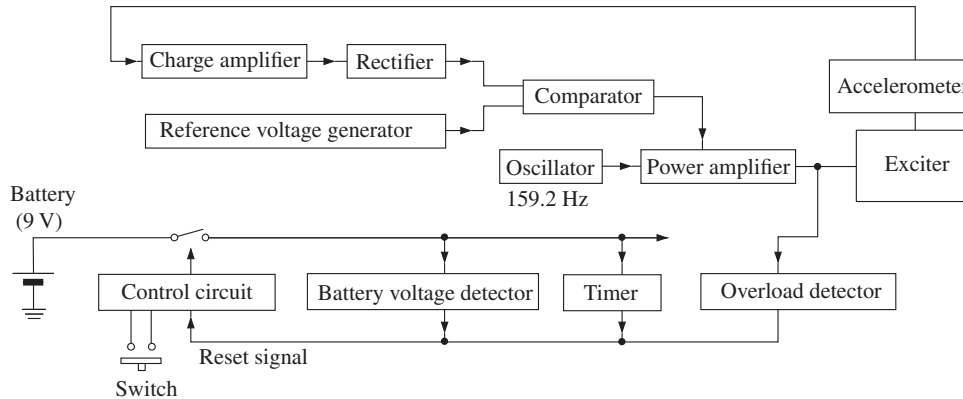 Charge amplifier
Rectifier
Accelerometer
Comparator
Reference voltage generator
Oscillator
Power amplifier
Exciter
159.2 Hz
Battery
(9 V)
Control circuit
Battery voltage detector
Timer
Overload detector
Reset signal
Switch